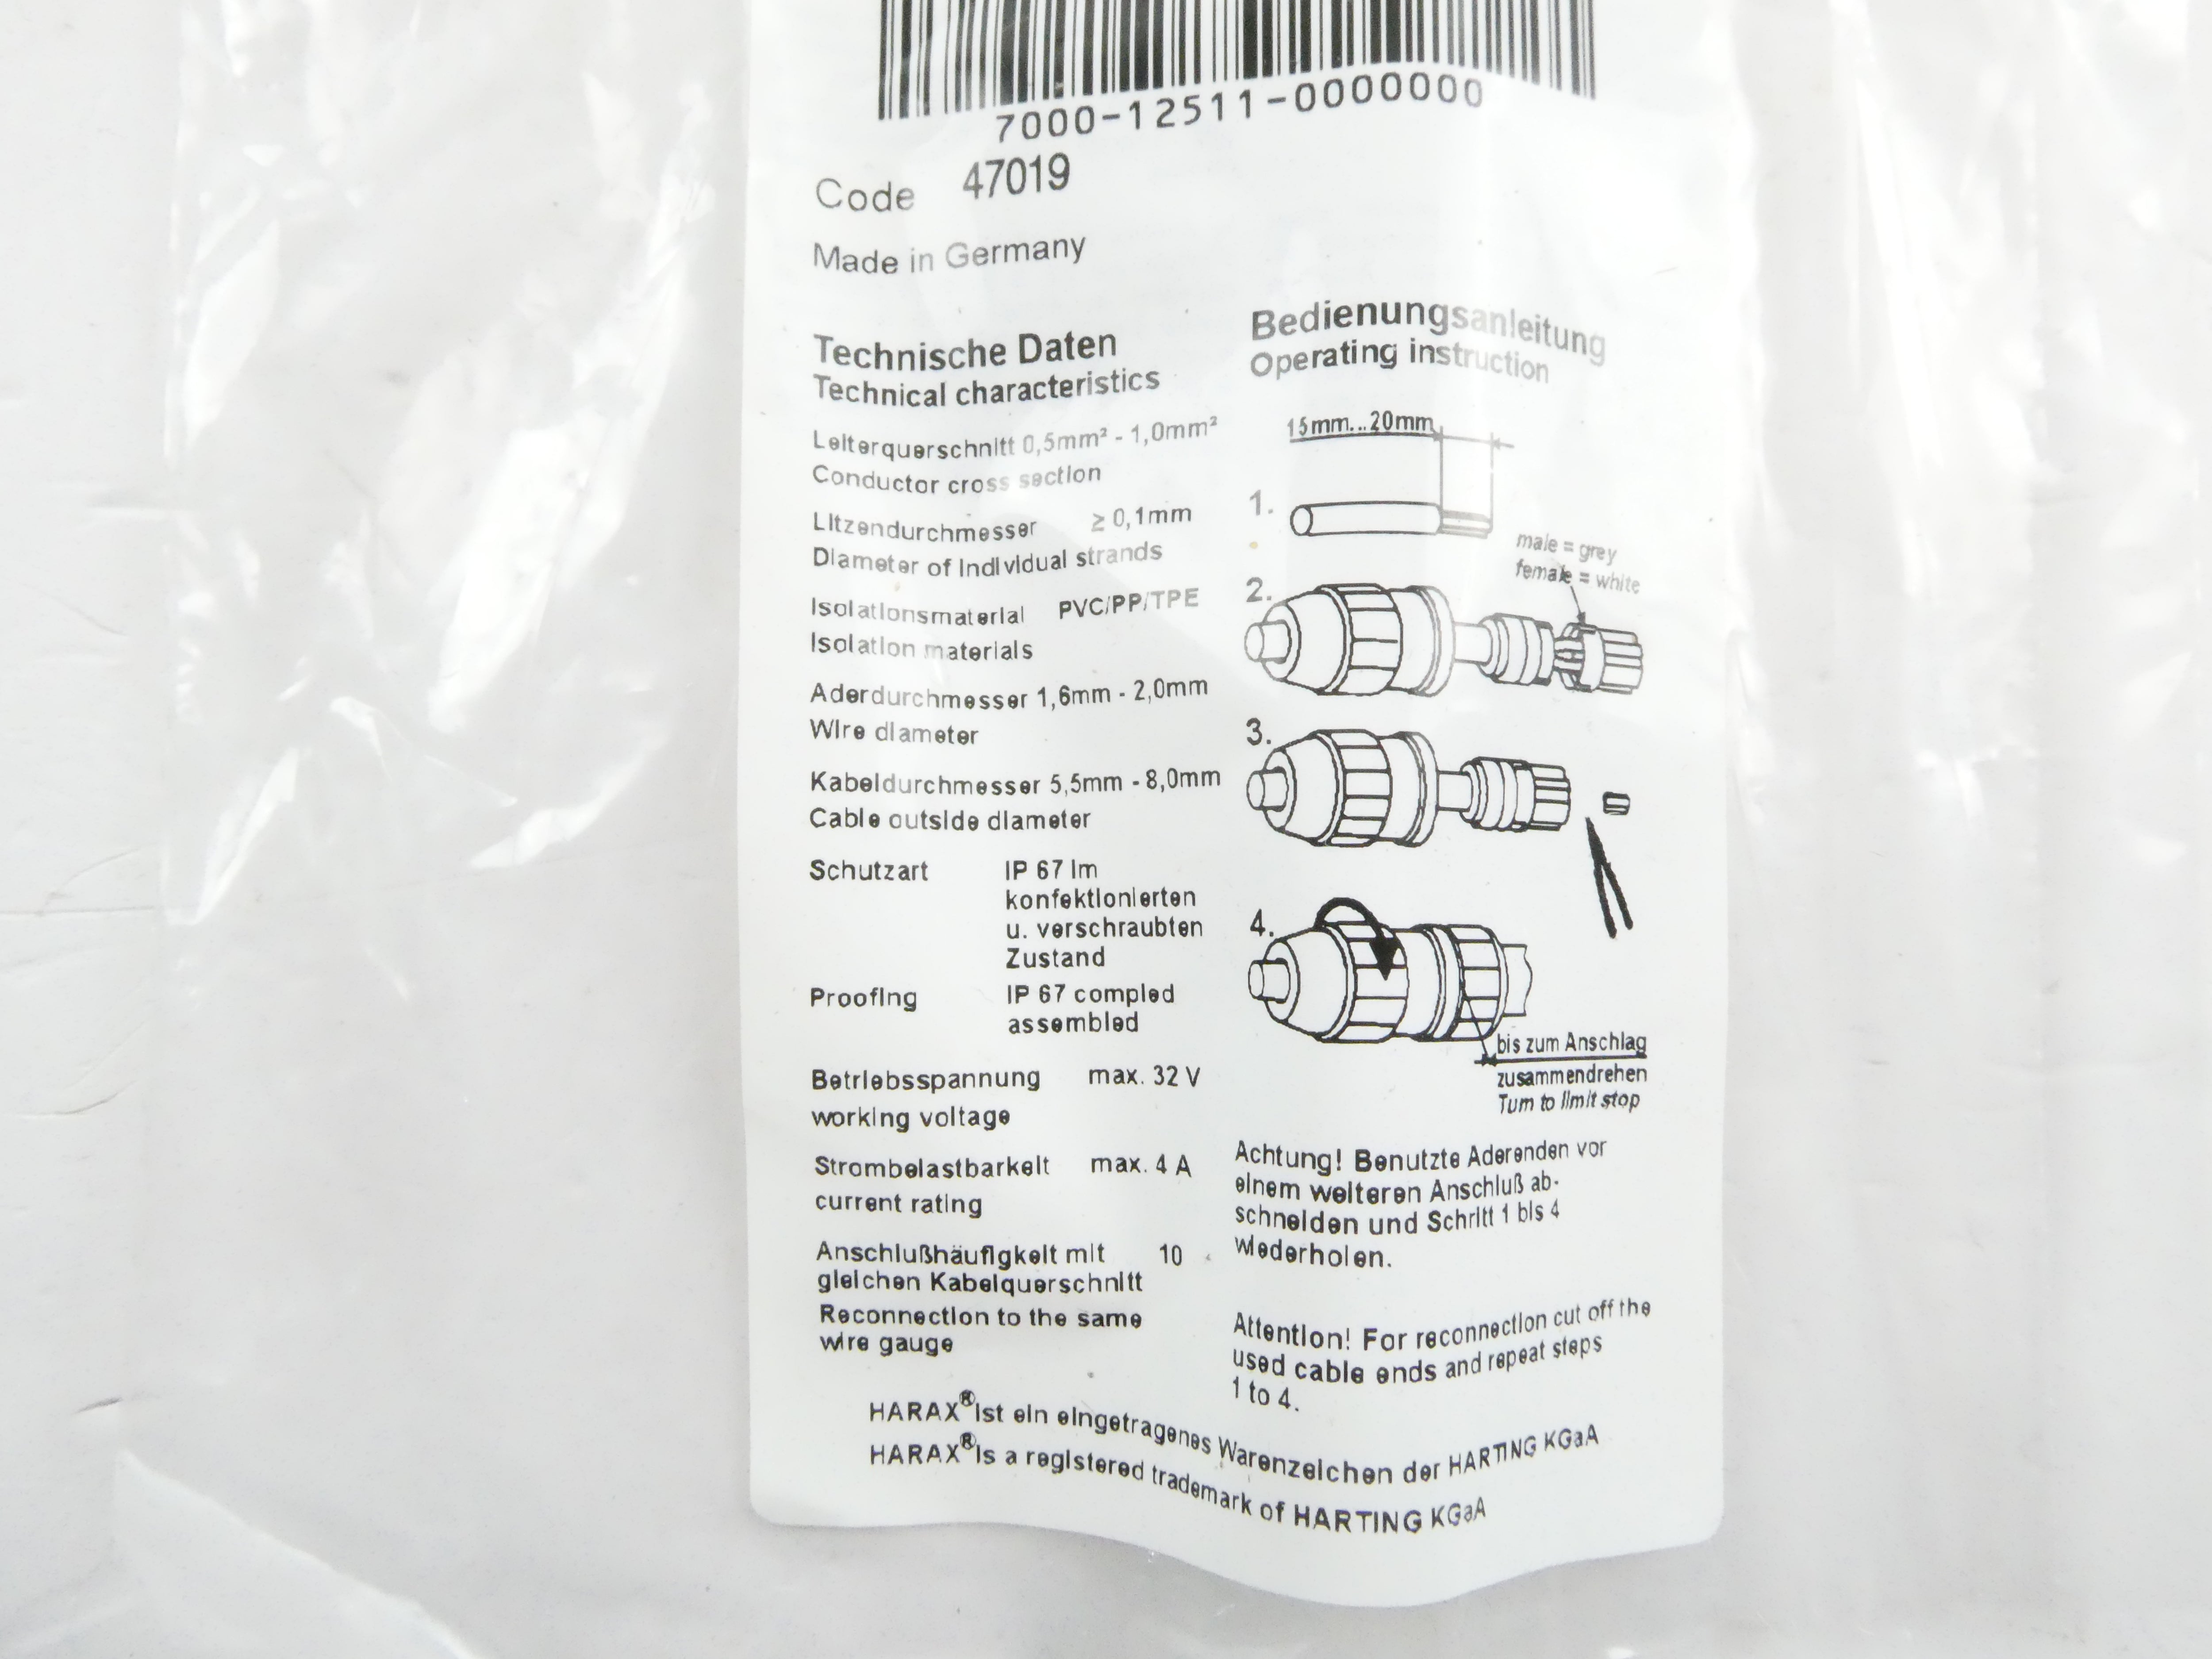 7000-12511-0000000
Code 47019
Made in Germany
Technische Daten
Technical characteristics
Leiterquerschnitt 0,5mm² - 1,0mm²
Conductor cross section
Litzendurchmesser ≥ 0,1mm
Diameter of individual strands
Isolationsmaterial PVC/PP/TPE
Isolation materials
Aderdurchmesser 1,6mm - 2,0mm
Wire diameter
Kabeldurchmesser 5,5mm - 8,0mm
Cable outside diameter
Schutzart IP 67 im
konfektionierten
u. verschraubten
Zustand
Proofing IP 67 compled
assembled
Betriebsspannung max. 32 V
working voltage
Strombelastbarkeit max. 4 A
current rating
Anschlußhäufigkeit mit 10
gleichen Kabelquerschnitt
Reconnection to the same
wire gauge
Bedienungsanleitung
Operating instruction
15mm...20mm
1.
male = grey
female = white
2.
3.
4.
bis zum Anschlag
zusammendrehen
Turn to limit stop
Achtung! Benutzte Aderenden vor
einem weiteren Anschluß ab-
schneiden und Schritt 1 bis 4
wiederholen.
Attention! For reconnection cut off the
used cable ends and repeat steps
1 to 4.
HARAX® ist ein eingetragenes Warenzeichen der HARTING KGaA
HARAX® is a registered trademark of HARTING KGaA